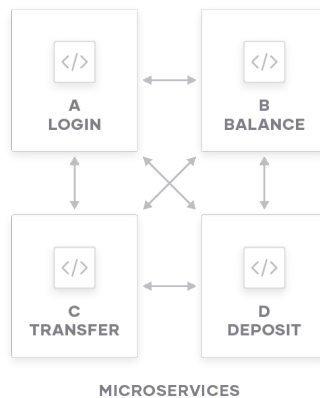 </>
A
LOGIN
</>
B
BALANCE
</>
C
TRANSFER
</>
D
DEPOSIT
MICROSERVICES